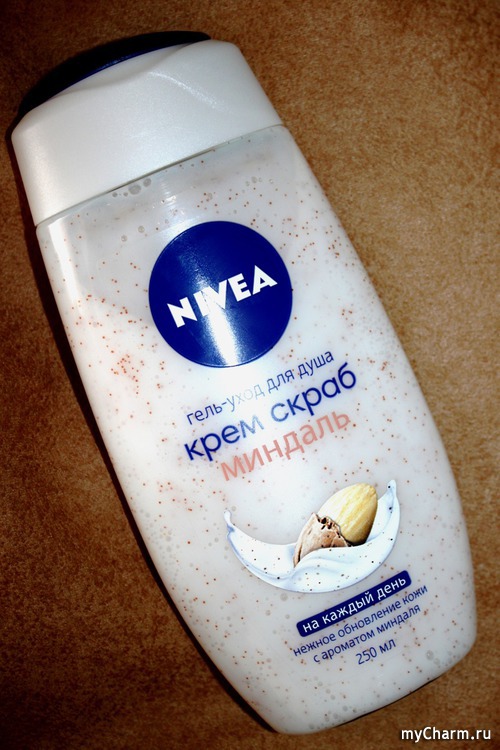 NIVEA
гель-уход для душа
крем скраб
миндаль
на каждый день
нежное обновление кожи
с ароматом миндаля
250 мл
myCharm.ru